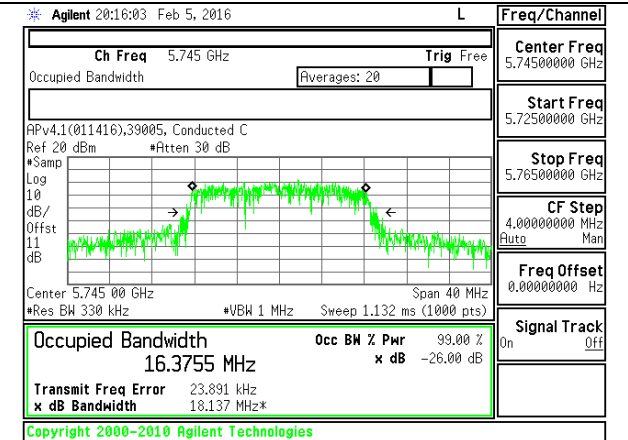 Agilent 20:16:03 Feb 5, 2016 L
Ch Freq 5.745 GHz Trig Free
Occupied Bandwidth Averages: 20
APv4.1(011416),39005, Conducted C
Ref 20 dBm #Atten 30 dB
#Samp
Log
10
dB/
Offst
11
dB
Center 5.745 00 GHz Span 40 MHz
#Res BW 330 kHz #VBW 1 MHz Sweep 1.132 ms (1000 pts)
Occupied Bandwidth Occ BW % Pwr 99.00 %
16.3755 MHz x dB -26.00 dB
Transmit Freq Error 23.891 kHz
x dB Bandwidth 18.137 MHz*
Copyright 2000-2010 Agilent Technologies
Freq/Channel
Center Freq
5.74500000 GHz
Start Freq
5.72500000 GHz
Stop Freq
5.76500000 GHz
CF Step
4.00000000 MHz
Auto Man
Freq Offset
0.00000000 Hz
Signal Track
On Off